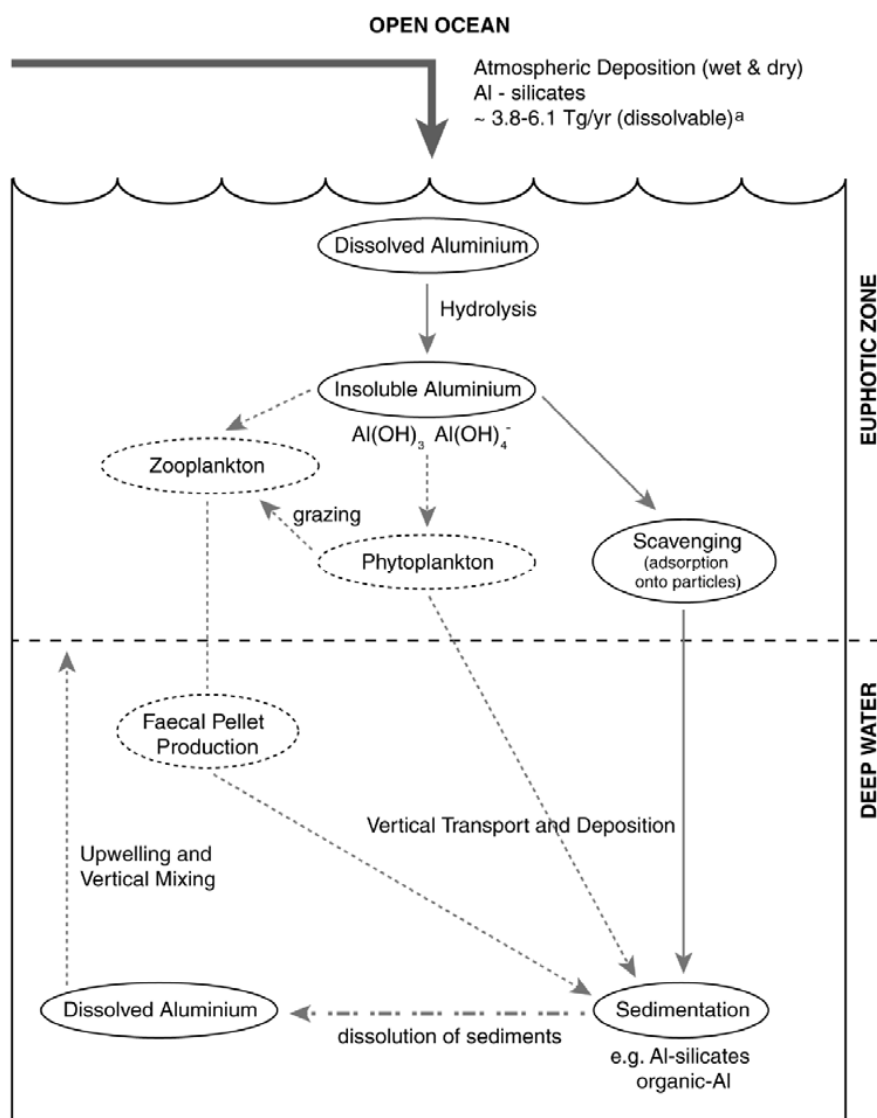 OPEN OCEAN
Atmospheric Deposition (wet & dry)
Al - silicates
~ 3.8-6.1 Tg/yr (dissolvable)ᵃ
Dissolved Aluminium
Hydrolysis
Insoluble Aluminium
Al(OH)₃ Al(OH)₄⁻
Zooplankton
grazing
Phytoplankton
Scavenging
(adsorption
onto particles)
EUPHOTIC ZONE
Faecal Pellet
Production
Vertical Transport and Deposition
Upwelling and
Vertical Mixing
Dissolved Aluminium
dissolution of sediments
Sedimentation
e.g. Al-silicates
organic-Al
DEEP WATER